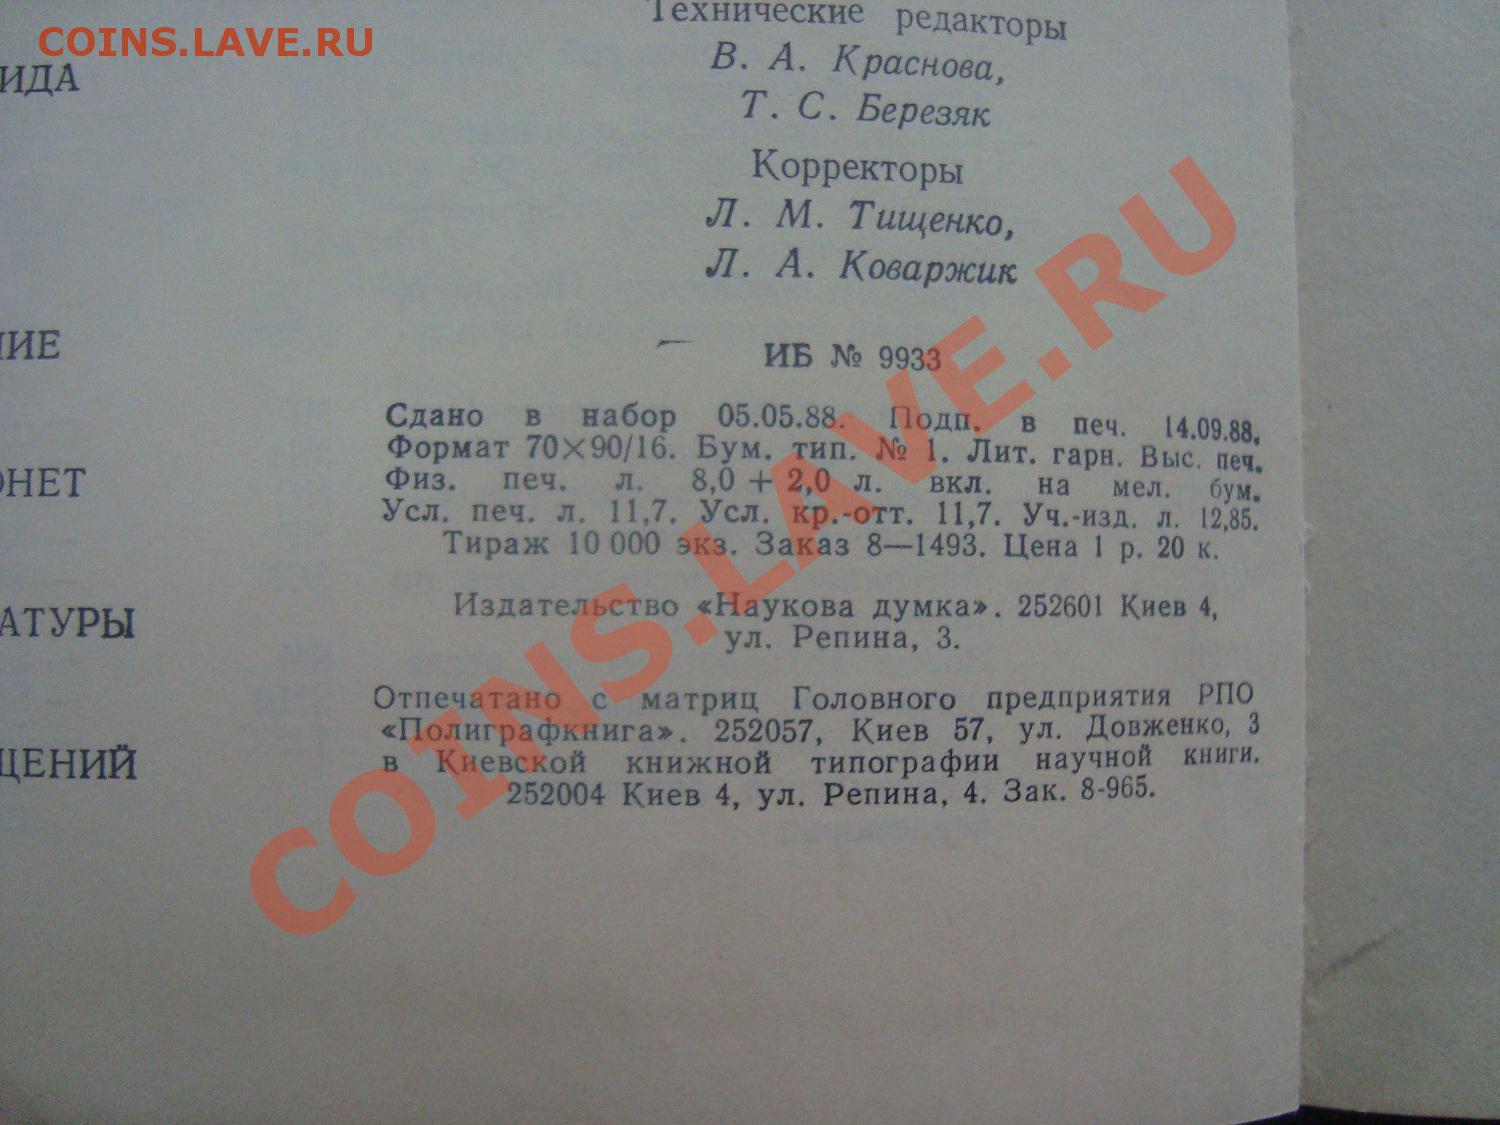 COINS.LAVE.RU
ИДА
ИЕ
НЕТ
АТУРЫ
ЩЕНИЙ
Технические редакторы
В. А. Краснова,
Т. С. Березяк
Корректоры
Л. М. Тищенко,
Л. А. Коваржик
ИБ № 9933
Сдано в набор 05.05.88. Подп. в печ. 14.09.88.
Формат 70×90/16. Бум. тип. № 1. Лит. гарн. Выс. печ.
Физ. печ. л. 8,0 + 2,0 л. вкл. на мел. бум.
Усл. печ. л. 11,7. Усл. кр.-отт. 11,7. Уч.-изд. л. 12,85.
Тираж 10 000 экз. Заказ 8—1493. Цена 1 р. 20 к.
Издательство «Наукова думка». 252601 Киев 4,
ул. Репина, 3.
Отпечатано с матриц Головного предприятия РПО
«Полиграфкнига». 252057, Киев 57, ул. Довженко, 3
в Киевской книжной типографии научной книги.
252004 Киев 4, ул. Репина, 4. Зак. 8-965.
COINS.LAVE.RU